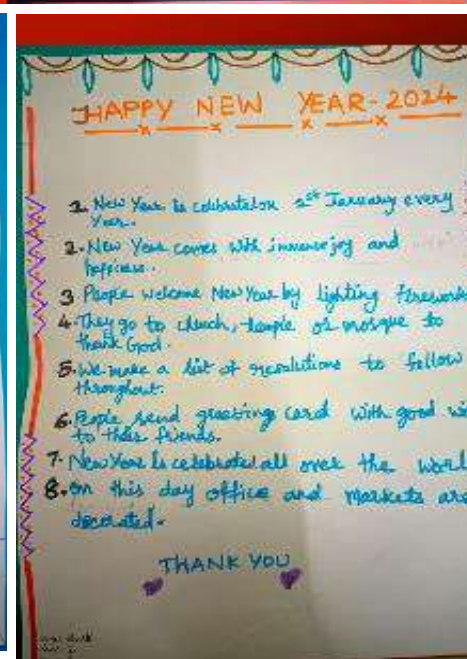 HAPPY NEW YEAR-2024
1. New Year is celebrated on 1st January every
Year.
2. New Year comes with immense joy and
happiness.
3 People welcome New Year by lighting firework
4. They go to church, temple or mosque to
thank God.
5. We make a list of resolutions to follow
throughout.
6. People send greeting card with good wi
to their friends.
7. New Year is celebrated all over the worl
8. on this day office and markets are
decorated.
THANK YOU